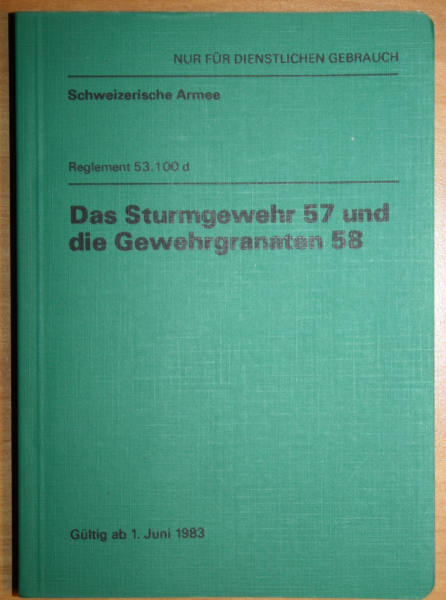 NUR FÜR DIENSTLICHEN GEBRAUCH
Schweizerische Armee
Reglement 53.100 d
Das Sturmgewehr 57 und
die Gewehrgranaten 58
Gültig ab 1. Juni 1983